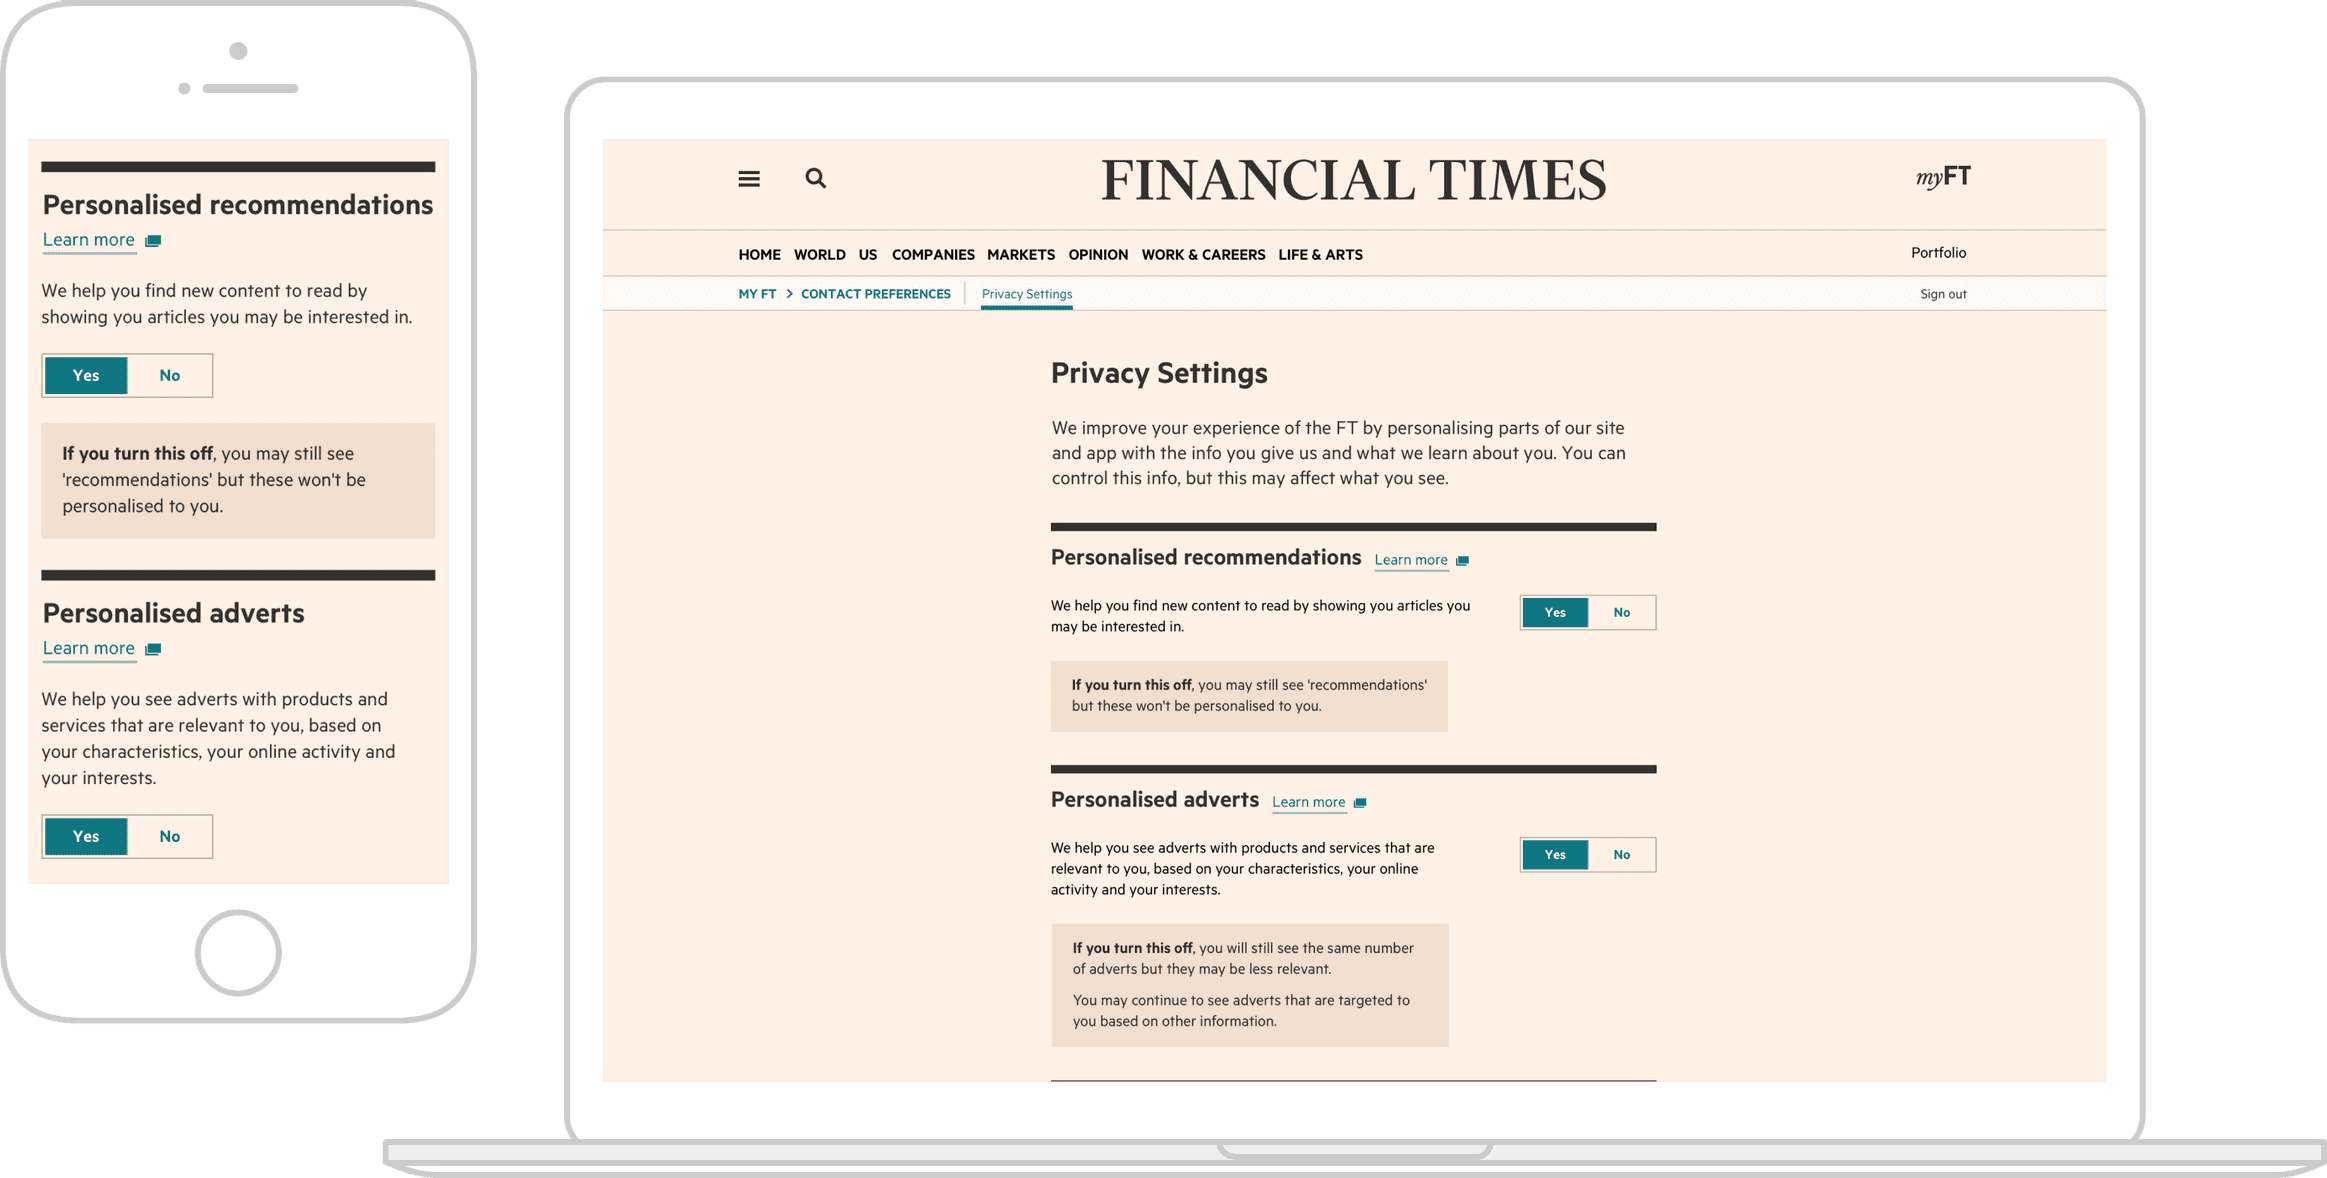 Personalised recommendations
Learn more
We help you find new content to read by
showing you articles you may be interested in.
Yes No
If you turn this off, you may still see
'recommendations' but these won't be
personalised to you.
Personalised adverts
Learn more
We help you see adverts with products and
services that are relevant to you, based on
your characteristics, your online activity and
your interests.
Yes No
FINANCIAL TIMES
myFT
HOME WORLD US COMPANIES MARKETS OPINION WORK & CAREERS LIFE & ARTS Portfolio
MY FT > CONTACT PREFERENCES Privacy Settings Sign out
Privacy Settings
We improve your experience of the FT by personalising parts of our site
and app with the info you give us and what we learn about you. You can
control this info, but this may affect what you see.
Personalised recommendations Learn more
We help you find new content to read by showing you articles you
may be interested in.
Yes No
If you turn this off, you may still see 'recommendations'
but these won't be personalised to you.
Personalised adverts Learn more
We help you see adverts with products and services that are
relevant to you, based on your characteristics, your online
activity and your interests.
Yes No
If you turn this off, you will still see the same number
of adverts but they may be less relevant.
You may continue to see adverts that are targeted to
you based on other information.